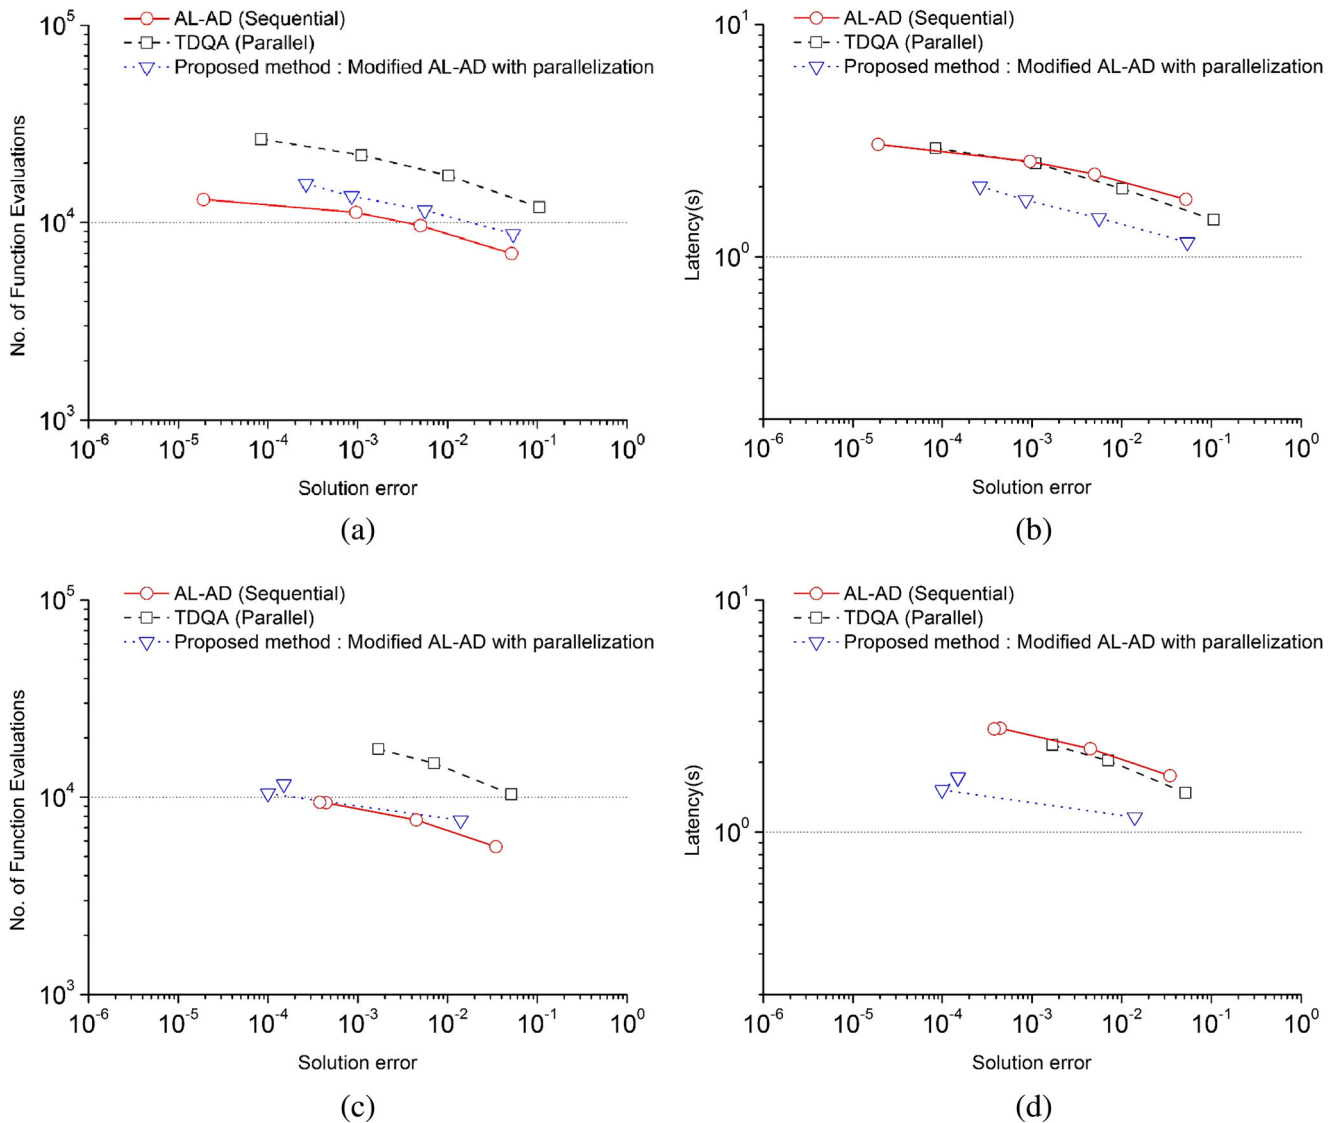 AL-AD (Sequential)
TDQA (Parallel)
Proposed method : Modified AL-AD with parallelization
No. of Function Evaluations
10^5
10^4
10^3
10^-6 10^-5 10^-4 10^-3 10^-2 10^-1 10^0
Solution error
(a)
AL-AD (Sequential)
TDQA (Parallel)
Proposed method : Modified AL-AD with parallelization
Latency(s)
10^1
10^0
10^-6 10^-5 10^-4 10^-3 10^-2 10^-1 10^0
Solution error
(b)
AL-AD (Sequential)
TDQA (Parallel)
Proposed method : Modified AL-AD with parallelization
No. of Function Evaluations
10^5
10^4
10^3
10^-6 10^-5 10^-4 10^-3 10^-2 10^-1 10^0
Solution error
(c)
AL-AD (Sequential)
TDQA (Parallel)
Proposed method : Modified AL-AD with parallelization
Latency(s)
10^1
10^0
10^-6 10^-5 10^-4 10^-3 10^-2 10^-1 10^0
Solution error
(d)